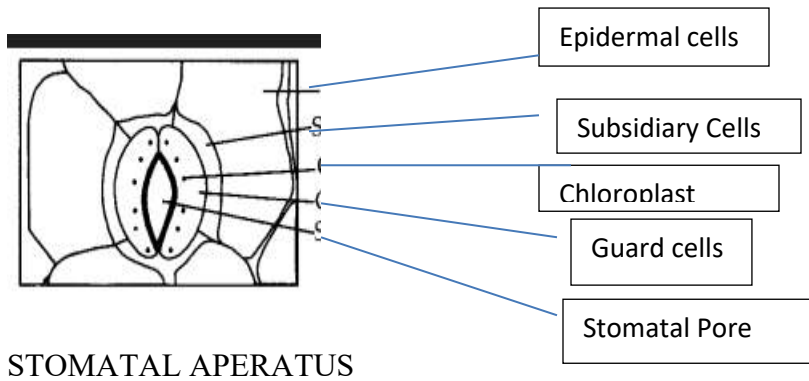 Epidermal cells
Subsidiary Cells
Chloroplast
Guard cells
Stomatal Pore
STOMATAL APERATUS